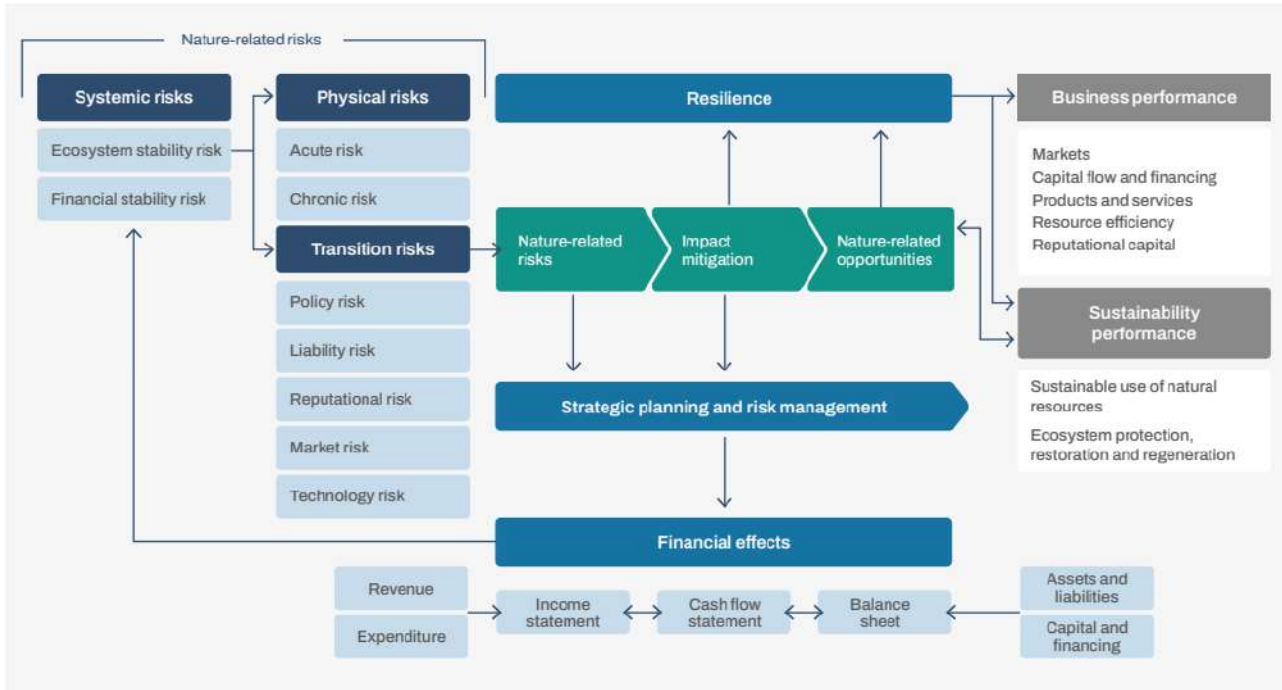 Nature-related risks
Systemic risks
Ecosystem stability risk
Financial stability risk
Physical risks
Acute risk
Chronic risk
Transition risks
Policy risk
Liability risk
Reputational risk
Market risk
Technology risk
Resilience
Nature-related
risks
Impact
mitigation
Nature-related
opportunities
Strategic planning and risk management
Financial effects
Business performance
Markets
Capital flow and financing
Products and services
Resource efficiency
Reputational capital
Sustainability
performance
Sustainable use of natural
resources
Ecosystem protection,
restoration and regeneration
Revenue
Expenditure
Income
statement
Cash flow
statement
Balance
sheet
Assets and
liabilities
Capital and
financing